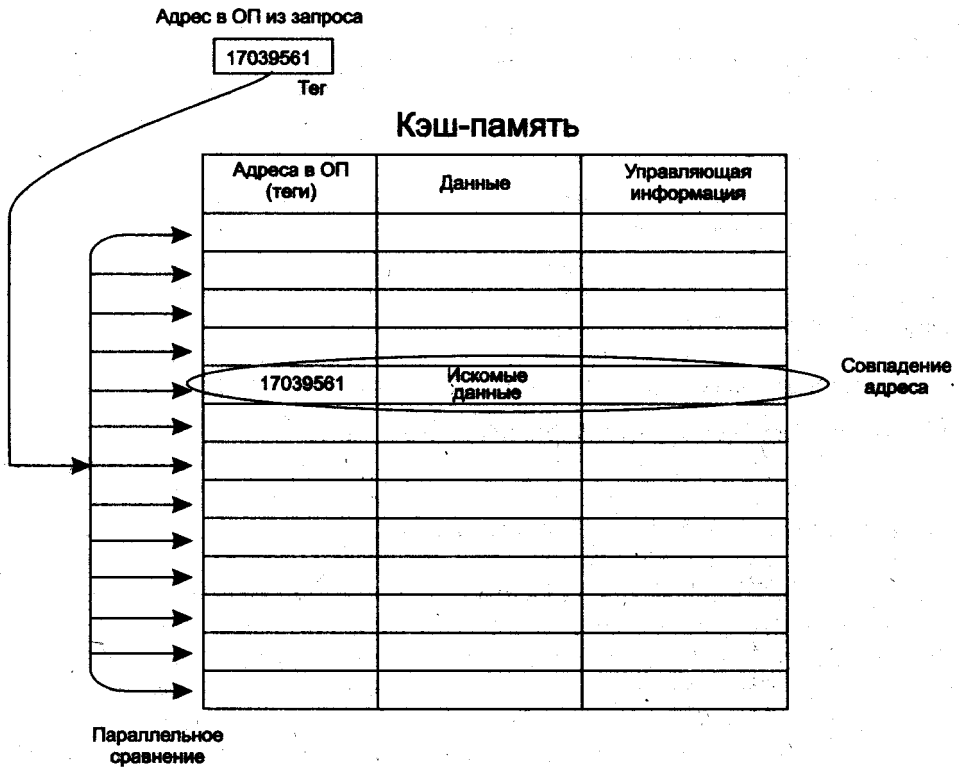 Адрес в ОП из запроса
17039561
Тег
Кэш-память
Адреса в ОП
(теги)
Данные
Управляющая
информация
17039561
Искомые
данные
Совпадение
адреса
Параллельное
сравнение